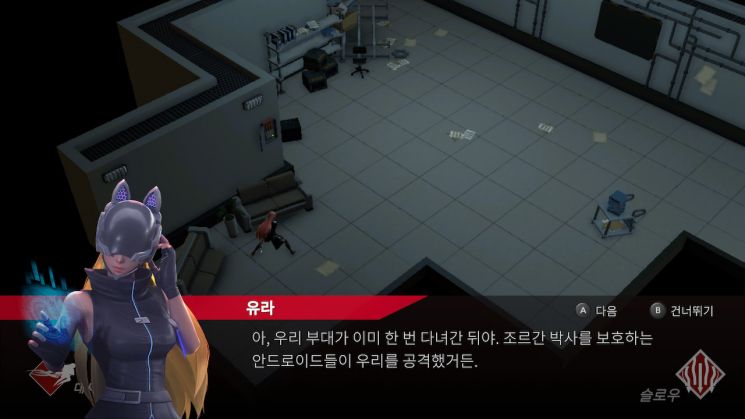 유라
A 다음
B 건너뛰기
아, 우리 부대가 이미 한 번 다녀간 뒤야. 조르간 박사를 보호하는
안드로이드들이 우리를 공격했거든.
슬로우